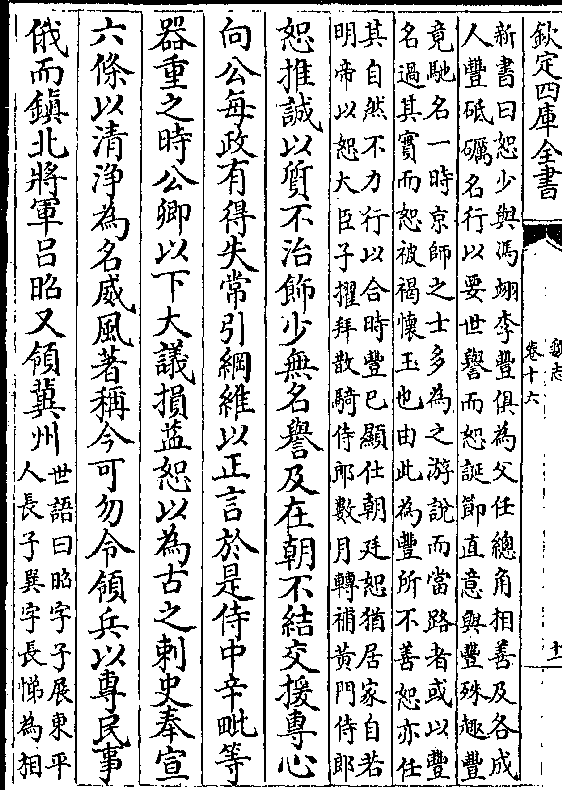 欽定四庫全書
魏志
卷十六
十一
新書曰恕少與馮翊李豐俱為父任總角相善及各成
人豐砥礪名行以要世譽而恕誕節直意與豐殊趣豐
竟馳名一時京師之士多為之游說而當路者或以豐
名過其實而恕被褐懷玉也由此為豐所不善恕亦任
其自然不力行以合時豐已顯仕朝廷恕猶居家自若
明帝以恕大臣子擢拜散騎侍郎數月轉補黃門侍郎
恕推誠以質不治飾少無名譽及在朝不結交援專心
向公每政有得失常引綱維以正言於是侍中辛毗等
器重之時公卿以下大議損益恕以為古之刺史奉宣
六條以清浄為名威風著稱今可勿令領兵以專民事
俄而鎮北將軍呂昭又領冀州
世語曰昭字子展東平
人長子巽字長悌為相